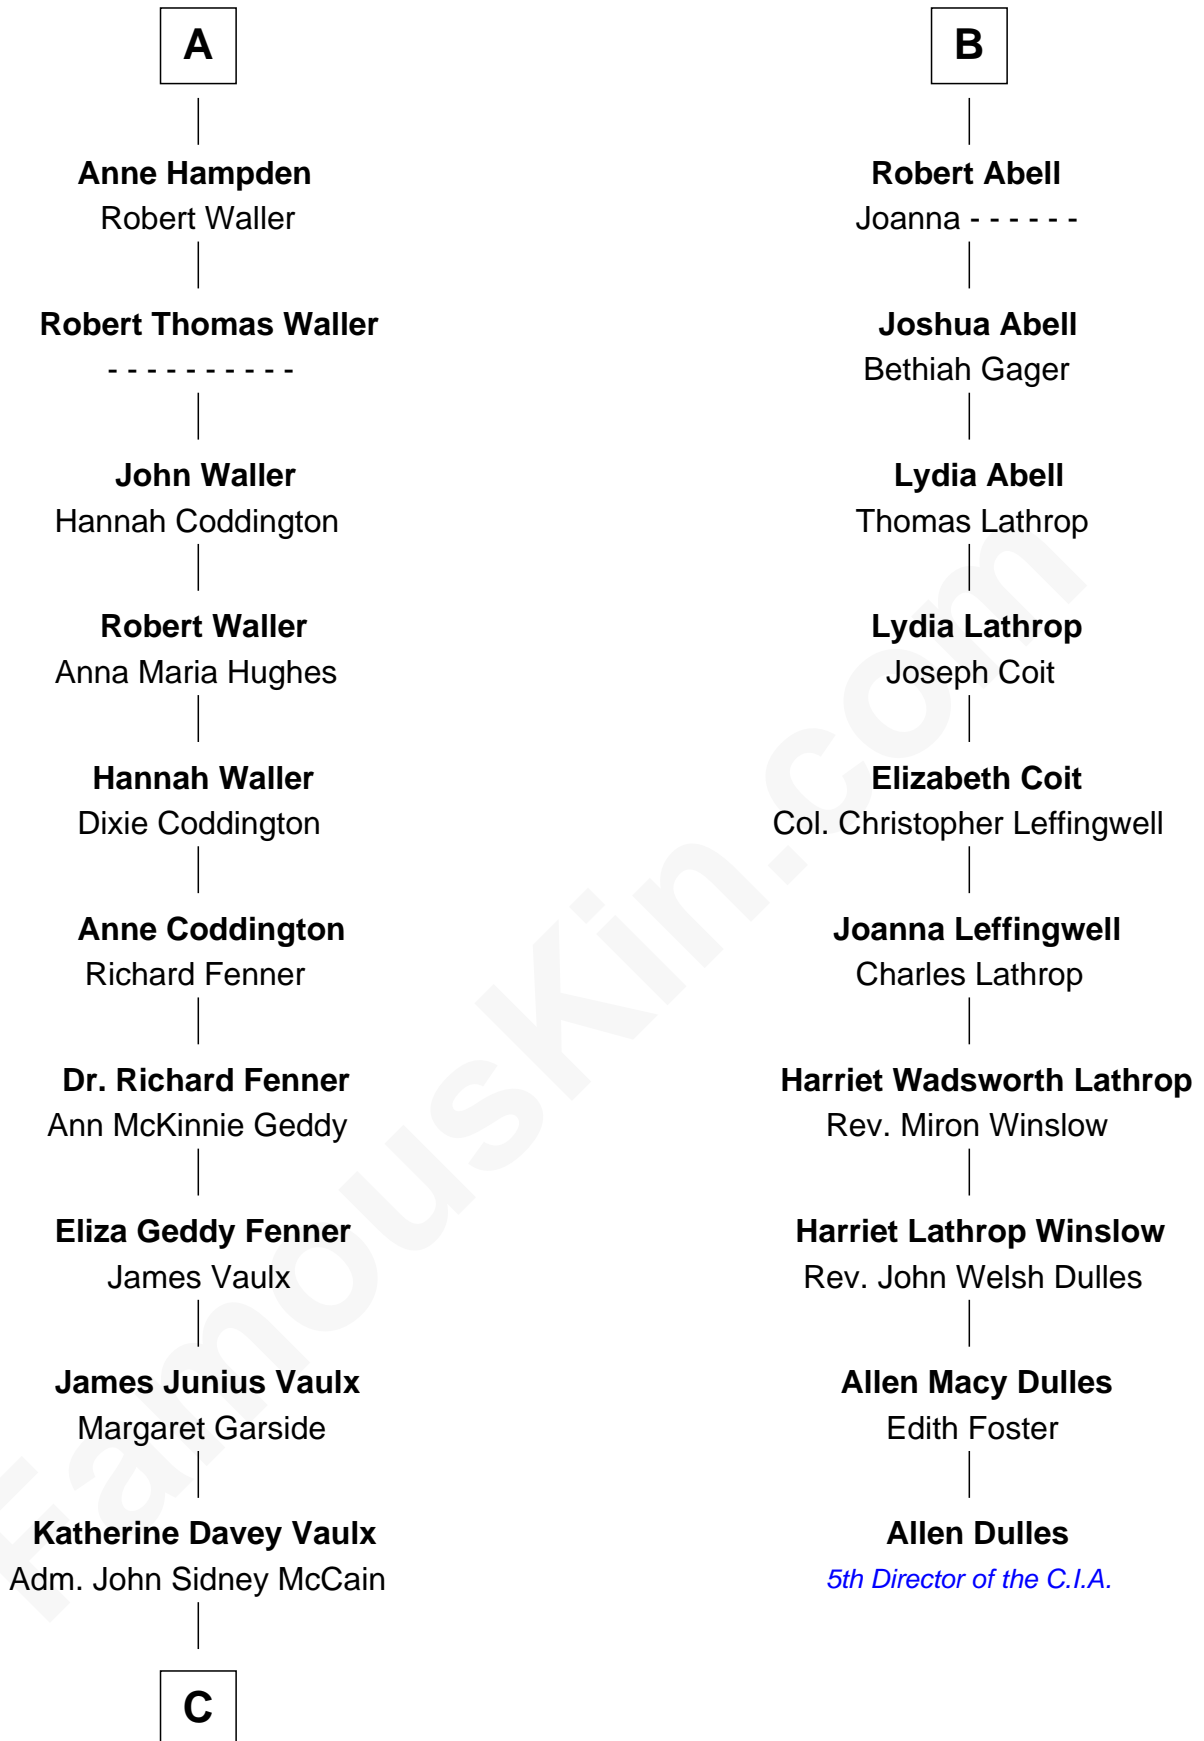 A
Anne Hampden
Robert Waller
Robert Thomas Waller
- - - - - - - - - -
John Waller
Hannah Coddington
Robert Waller
Anna Maria Hughes
Hannah Waller
Dixie Coddington
Anne Coddington
Richard Fenner
Dr. Richard Fenner
Ann McKinnie Geddy
Eliza Geddy Fenner
James Vaulx
James Junius Vaulx
Margaret Garside
Katherine Davey Vaulx
Adm. John Sidney McCain
C
B
Robert Abell
Joanna - - - - - -
Joshua Abell
Bethiah Gager
Lydia Abell
Thomas Lathrop
Lydia Lathrop
Joseph Coit
Elizabeth Coit
Col. Christopher Leffingwell
Joanna Leffingwell
Charles Lathrop
Harriet Wadsworth Lathrop
Rev. Miron Winslow
Harriet Lathrop Winslow
Rev. John Welsh Dulles
Allen Macy Dulles
Edith Foster
Allen Dulles
5th Director of the C.I.A.
FamousKin.com